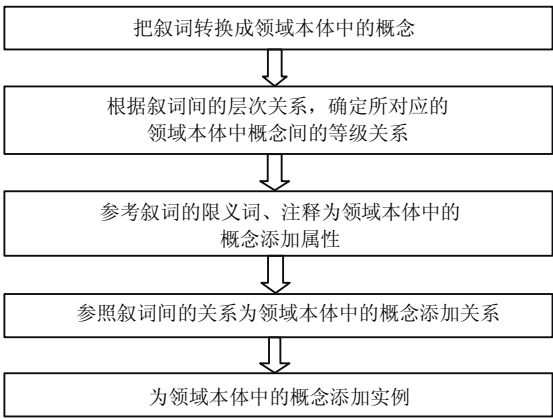 把叙词转换成领域本体中的概念
根据叙词间的层次关系，确定所对应的
领域本体中概念间的等级关系
参考叙词的限义词、注释为领域本体中的
概念添加属性
参照叙词间的关系为领域本体中的概念添加关系
为领域本体中的概念添加实例